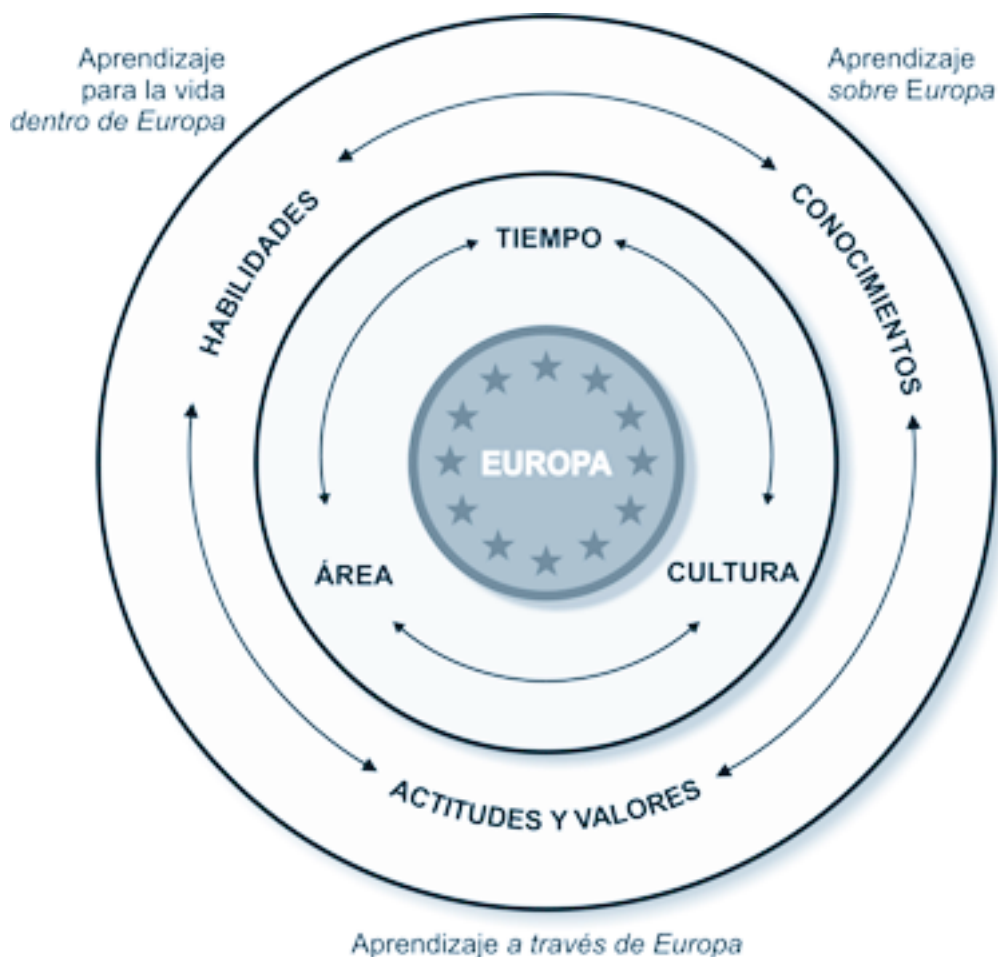 Aprendizaje
para la vida
dentro de Europa
Aprendizaje
sobre Europa
HABILIDADES
CONOCIMIENTOS
TIEMPO
EUROPA
ÁREA
CULTURA
ACTITUDES Y VALORES
Aprendizaje a través de Europa